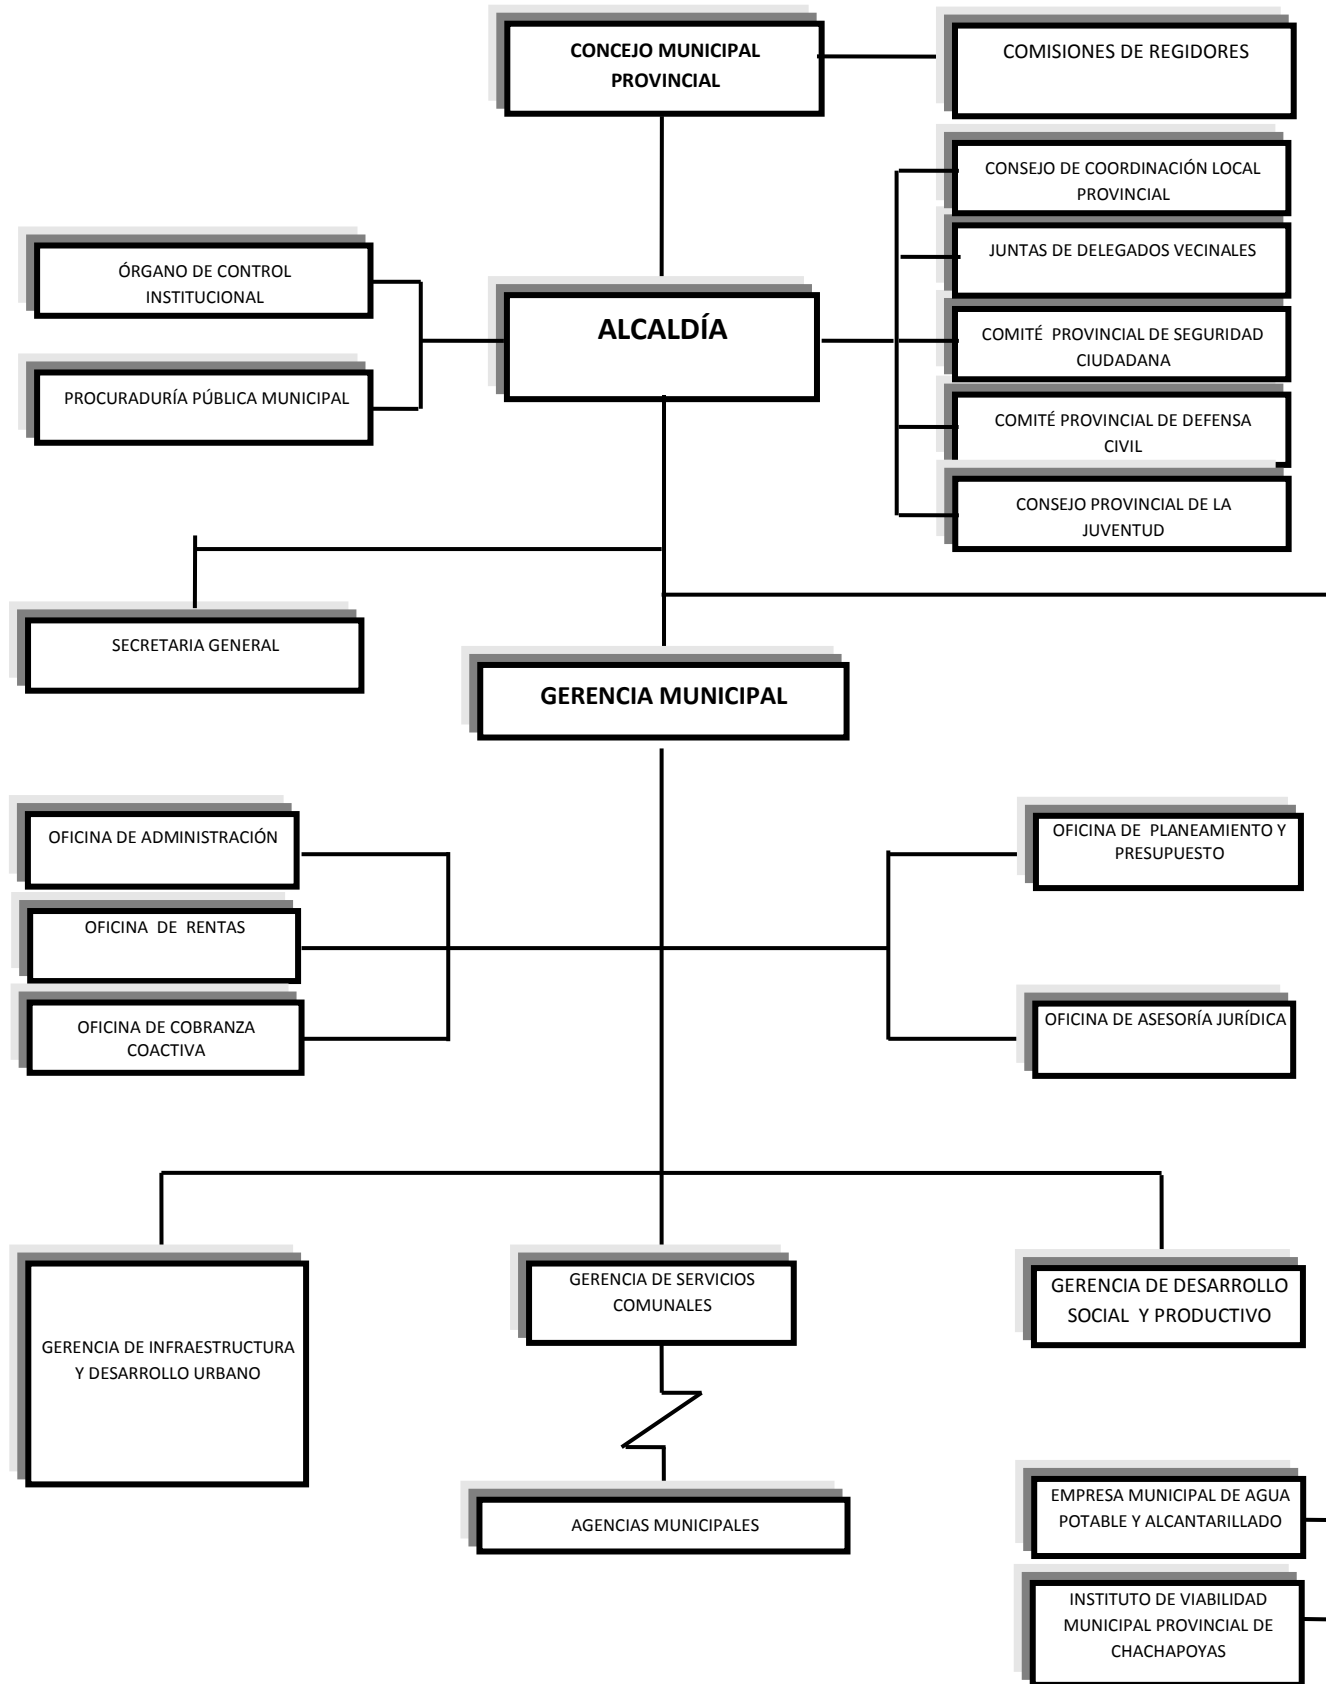 CONCEJO MUNICIPAL
PROVINCIAL
COMISIONES DE REGIDORES
CONSEJO DE COORDINACIÓN LOCAL
PROVINCIAL
JUNTAS DE DELEGADOS VECINALES
COMITÉ PROVINCIAL DE SEGURIDAD
CIUDADANA
COMITÉ PROVINCIAL DE DEFENSA
CIVIL
CONSEJO PROVINCIAL DE LA
JUVENTUD
ÓRGANO DE CONTROL
INSTITUCIONAL
PROCURADURÍA PÚBLICA MUNICIPAL
ALCALDÍA
SECRETARIA GENERAL
GERENCIA MUNICIPAL
OFICINA DE ADMINISTRACIÓN
OFICINA DE RENTAS
OFICINA DE COBRANZA
COACTIVA
OFICINA DE PLANEAMIENTO Y
PRESUPUESTO
OFICINA DE ASESORÍA JURÍDICA
GERENCIA DE INFRAESTRUCTURA
Y DESARROLLO URBANO
GERENCIA DE SERVICIOS
COMUNALES
GERENCIA DE DESARROLLO
SOCIAL Y PRODUCTIVO
AGENCIAS MUNICIPALES
EMPRESA MUNICIPAL DE AGUA
POTABLE Y ALCANTARILLADO
INSTITUTO DE VIABILIDAD
MUNICIPAL PROVINCIAL DE
CHACHAPOYAS